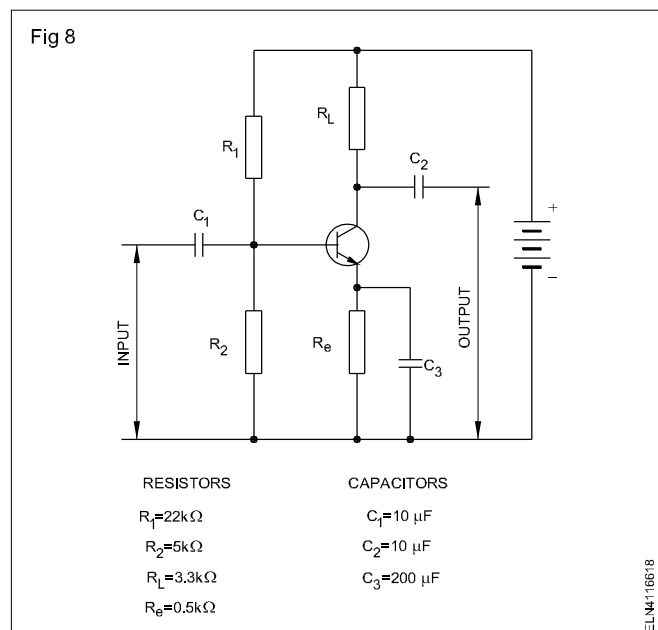 Fig 8
R1
RL
C2
C1
+
–
INPUT
R2
Re
C3
OUTPUT
RESISTORS
CAPACITORS
R1=22kΩ
C1=10 µF
R2=5kΩ
C2=10 µF
RL=3.3kΩ
C3=200 µF
Re=0.5kΩ
ELN4116618